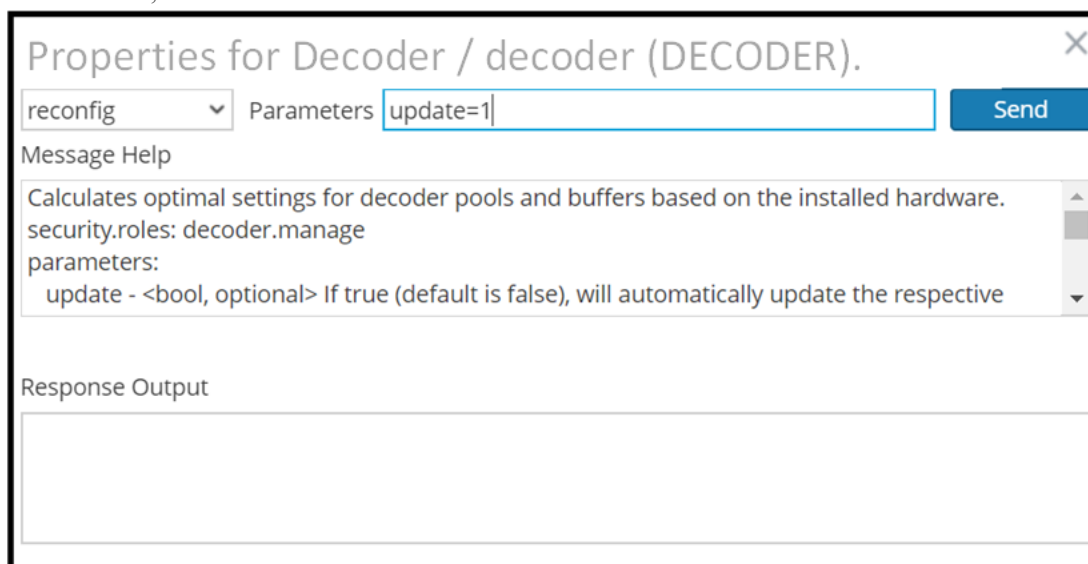 Properties for Decoder / decoder (DECODER).
reconfig Parameters update=1 Send
Message Help
Calculates optimal settings for decoder pools and buffers based on the installed hardware.
security.roles: decoder.manage
parameters:
update - <bool, optional> If true (default is false), will automatically update the respective
Response Output